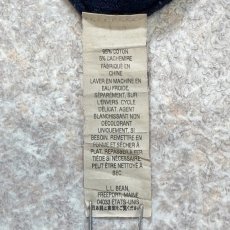 95% COTON
5% CACHEMIRE
FABRIQUÉ EN
CHINE
LAVER EN MACHINE EN
EAU FROIDE,
SÉPARÉMENT, SUR
L'ENVERS. CYCLE
DÉLICAT. AGENT
BLANCHISSANT NON
DÉCOLORANT
UNIQUEMENT, SI
BESOIN. REMETTRE EN
FORME ET SÉCHER À
PLAT. REPASSER À FER
TIÈDE SI NÉCESSAIRE.
PEUT ÊTRE NETTOYÉ À
SEC.
L.L.BEAN,
FREEPORT, MAINE
04033 ÉTATS-UNIS